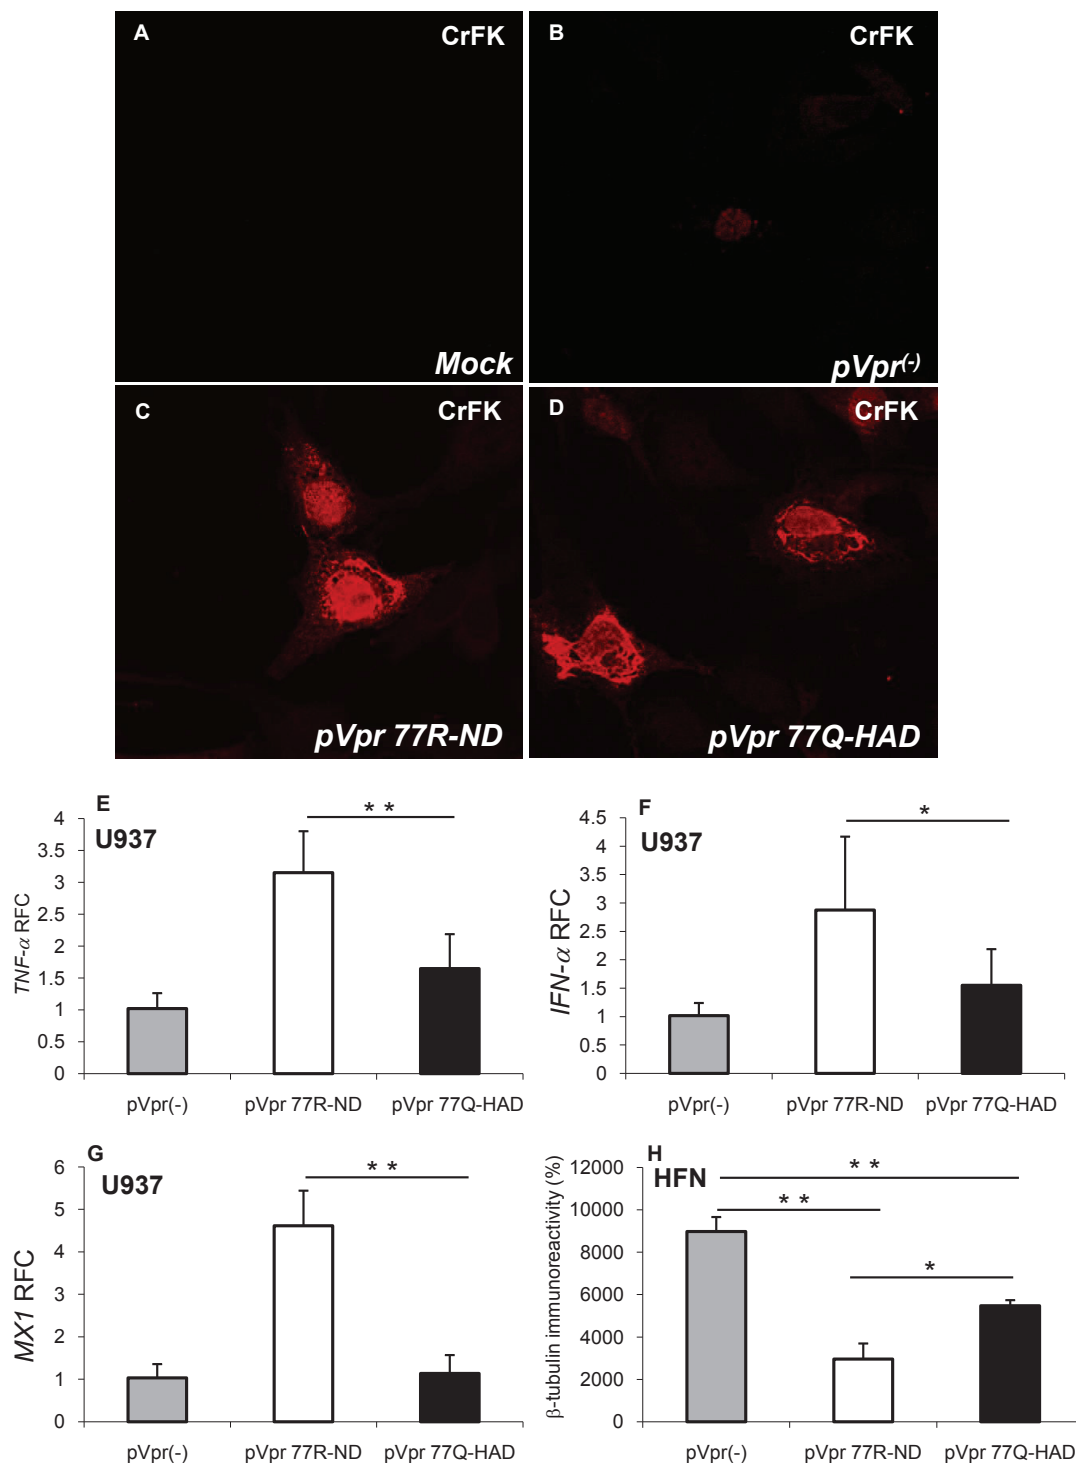 A
CrFK
Mock
B
CrFK
pVpr(-)
C
CrFK
pVpr 77R-ND
D
CrFK
pVpr 77Q-HAD
E
U937
* *
TNF-α RFC
4
3.5
3
2.5
2
1.5
1
0.5
0
pVpr(-) pVpr 77R-ND pVpr 77Q-HAD
F
U937
*
IFN-α RFC
4.5
4
3.5
3
2.5
2
1.5
1
0.5
0
pVpr(-) pVpr 77R-ND pVpr 77Q-HAD
G
U937
* *
MX1 RFC
6
5
4
3
2
1
0
pVpr(-) pVpr 77R-ND pVpr 77Q-HAD
H
HFN
* *
* *
*
β-tubulin immunoreactivity (%)
12000
10000
8000
6000
4000
2000
0
pVpr(-) pVpr 77R-ND pVpr 77Q-HAD